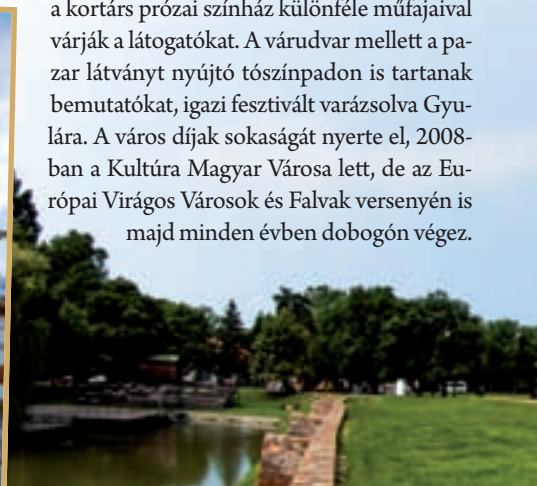 a kortárs prózai színház különféle műfajaival
várják a látogatókat. A várudvar mellett a pa-
zar látványt nyújtó tószínpadon is tartanak
bemutatókat, igazi fesztivált varázsolva Gyu-
lára. A város díjak sokaságát nyerte el, 2008-
ban a Kultúra Magyar Városa lett, de az Eu-
rópai Virágos Városok és Falvak versenyén is
majd minden évben dobogón végez.